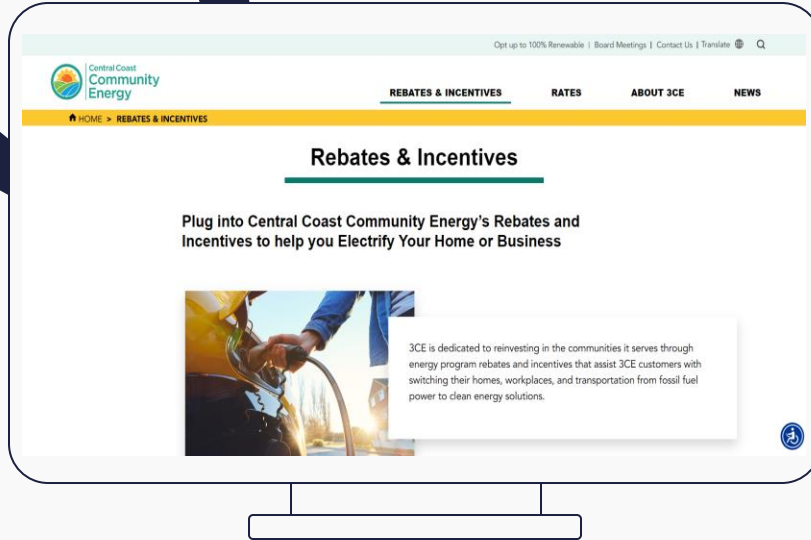 Opt up to 100% Renewable | Board Meetings | Contact Us | Translate
Central Coast
Community
Energy
REBATES & INCENTIVES RATES ABOUT 3CE NEWS
HOME > REBATES & INCENTIVES
Rebates & Incentives
Plug into Central Coast Community Energy's Rebates and
Incentives to help you Electrify Your Home or Business
3CE is dedicated to reinvesting in the communities it serves through
energy program rebates and incentives that assist 3CE customers with
switching their homes, workplaces, and transportation from fossil fuel
power to clean energy solutions.